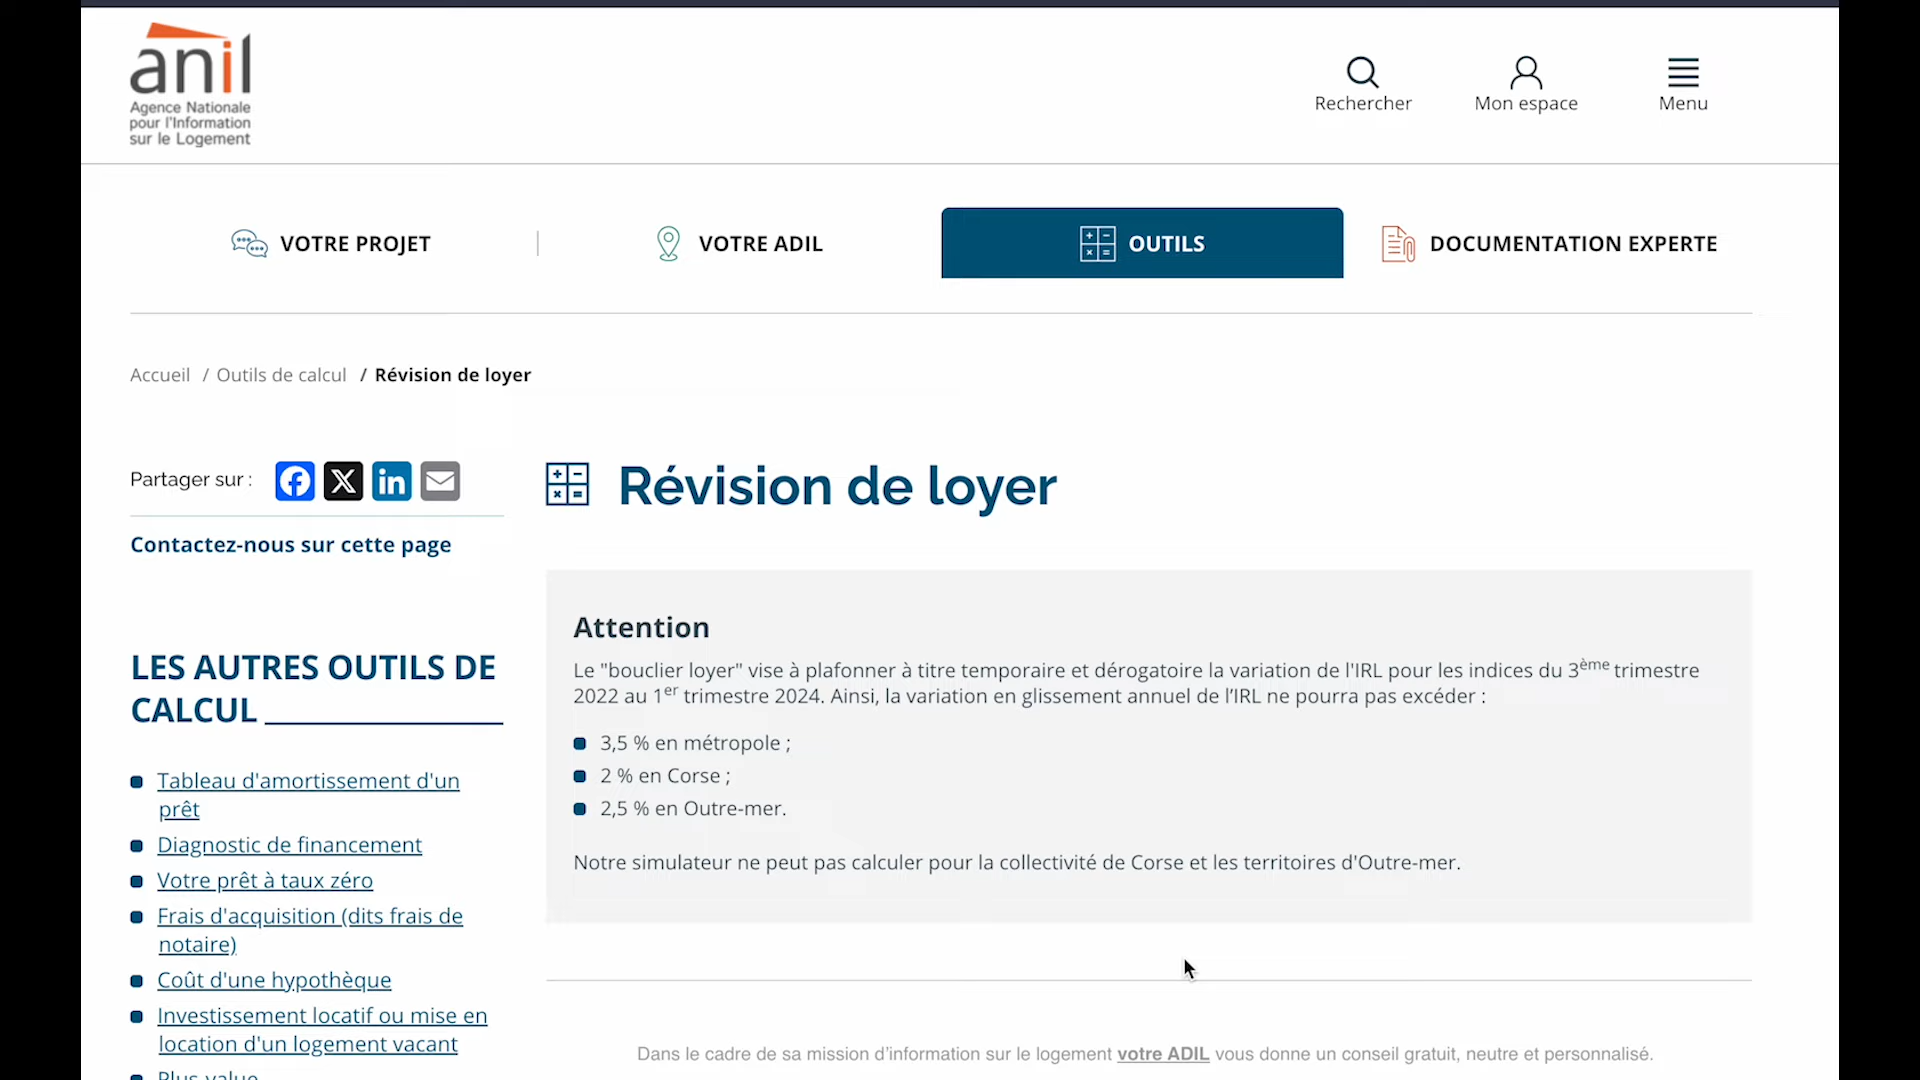 anil
Agence Nationale
pour l'Information
sur le Logement
Rechercher
Mon espace
Menu
VOTRE PROJET
VOTRE ADIL
OUTILS
DOCUMENTATION EXPERTE
Accueil / Outils de calcul / Révision de loyer
Partager sur :
Contactez-nous sur cette page
LES AUTRES OUTILS DE
CALCUL
Tableau d'amortissement d'un
prêt
Diagnostic de financement
Votre prêt à taux zéro
Frais d'acquisition (dits frais de
notaire)
Coût d'une hypothèque
Investissement locatif ou mise en
location d'un logement vacant
Plus value
Révision de loyer
Attention
Le "bouclier loyer" vise à plafonner à titre temporaire et dérogatoire la variation de l'IRL pour les indices du 3ème trimestre
2022 au 1er trimestre 2024. Ainsi, la variation en glissement annuel de l’IRL ne pourra pas excéder :
3,5 % en métropole ;
2 % en Corse ;
2,5 % en Outre-mer.
Notre simulateur ne peut pas calculer pour la collectivité de Corse et les territoires d'Outre-mer.
Dans le cadre de sa mission d’information sur le logement votre ADIL vous donne un conseil gratuit, neutre et personnalisé.